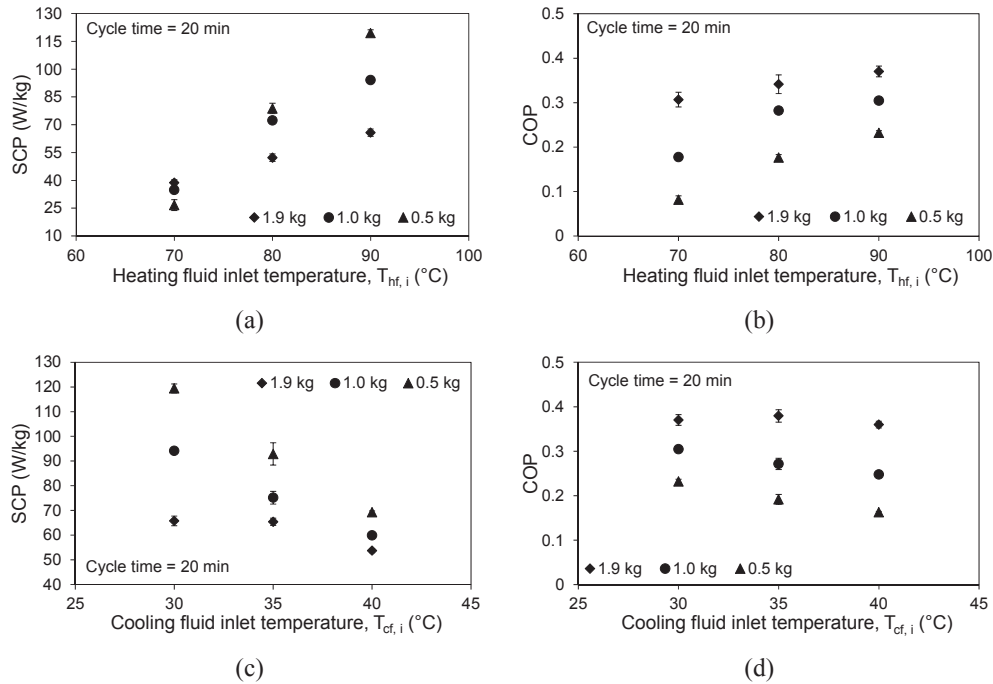 130
115
100
85
70
55
40
25
10
SCP (W/kg)
Cycle time = 20 min
◆ 1.9 kg ● 1.0 kg ▲ 0.5 kg
60 70 80 90 100
Heating fluid inlet temperature, T hf, i (°C)
(a)
0.5
0.4
0.3
0.2
0.1
0
COP
Cycle time = 20 min
◆ 1.9 kg ● 1.0 kg ▲ 0.5 kg
60 70 80 90 100
Heating fluid inlet temperature, T hf, i (°C)
(b)
130
120
110
100
90
80
70
60
50
40
SCP (W/kg)
◆ 1.9 kg ● 1.0 kg ▲ 0.5 kg
Cycle time = 20 min
25 30 35 40 45
Cooling fluid inlet temperature, T cf, i (°C)
(c)
0.5
0.4
0.3
0.2
0.1
0
COP
Cycle time = 20 min
◆ 1.9 kg ● 1.0 kg ▲ 0.5 kg
25 30 35 40 45
Cooling fluid inlet temperature, T cf, i (°C)
(d)